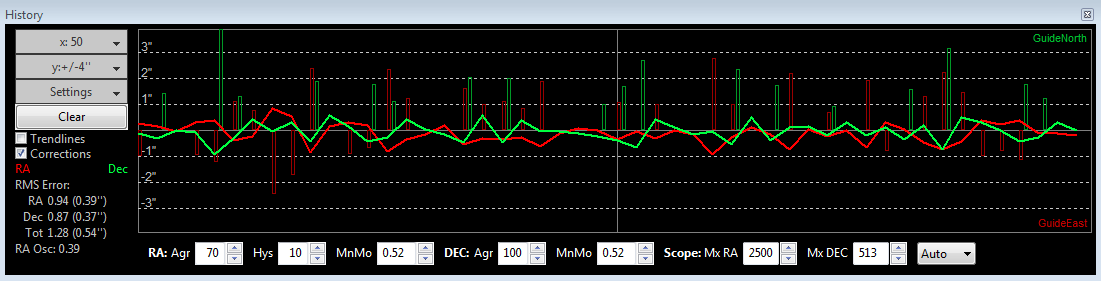 History
x: 50
y:+/-4''
Settings
Clear
Trendlines
Corrections
RA Dec
RMS Error:
RA 0.94 (0.39'')
Dec 0.87 (0.37'')
Tot 1.28 (0.54'')
RA Osc: 0.39
GuideNorth
3''
2''
1''
-1''
-2''
-3''
GuideEast
RA: Agr 70 Hys 10 MnMo 0.52 DEC: Agr 100 MnMo 0.52 Scope: Mx RA 2500 Mx DEC 513 Auto